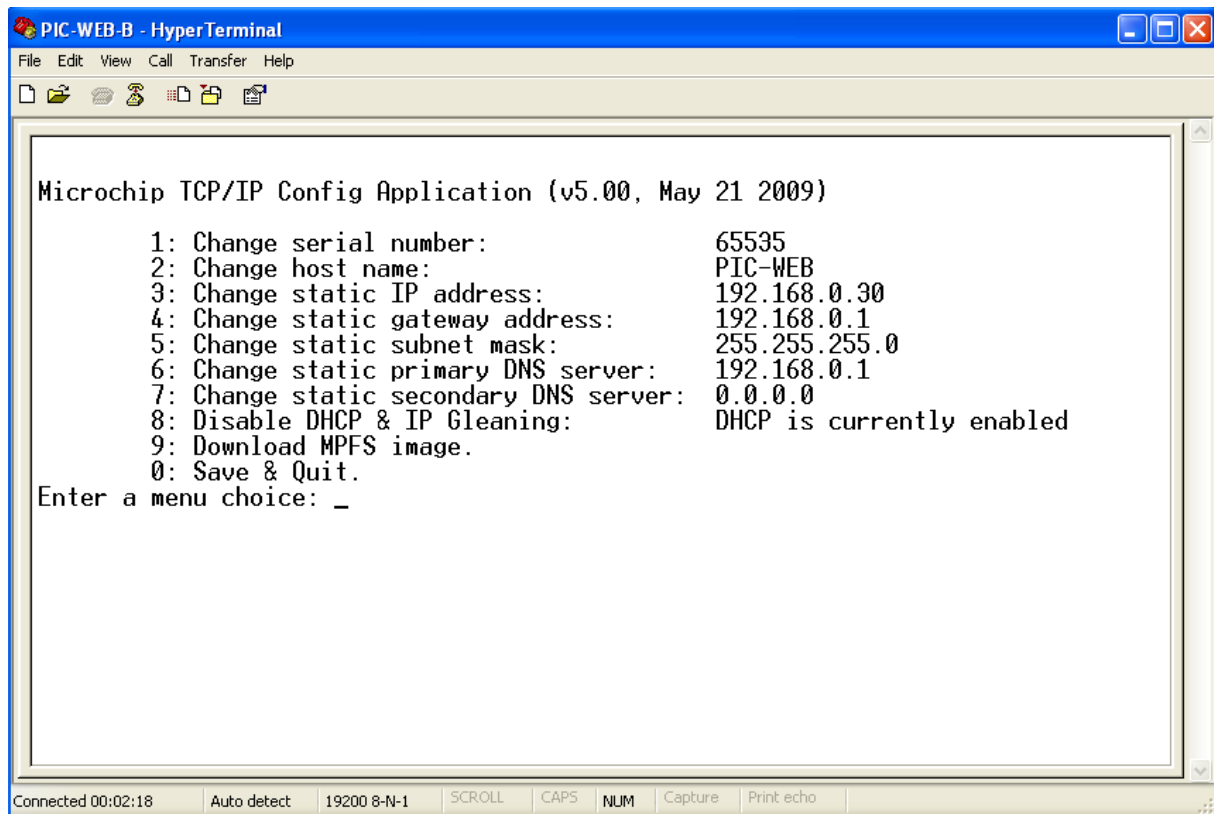 PIC-WEB-B - HyperTerminal
File Edit View Call Transfer Help
Microchip TCP/IP Config Application (v5.00, May 21 2009)
1: Change serial number: 65535
2: Change host name: PIC-WEB
3: Change static IP address: 192.168.0.30
4: Change static gateway address: 192.168.0.1
5: Change static subnet mask: 255.255.255.0
6: Change static primary DNS server: 192.168.0.1
7: Change static secondary DNS server: 0.0.0.0
8: Disable DHCP & IP Gleaning: DHCP is currently enabled
9: Download MPFS image.
0: Save & Quit.
Enter a menu choice: _
Connected 00:02:18 Auto detect 19200 8-N-1 SCROLL CAPS NUM Capture Print echo